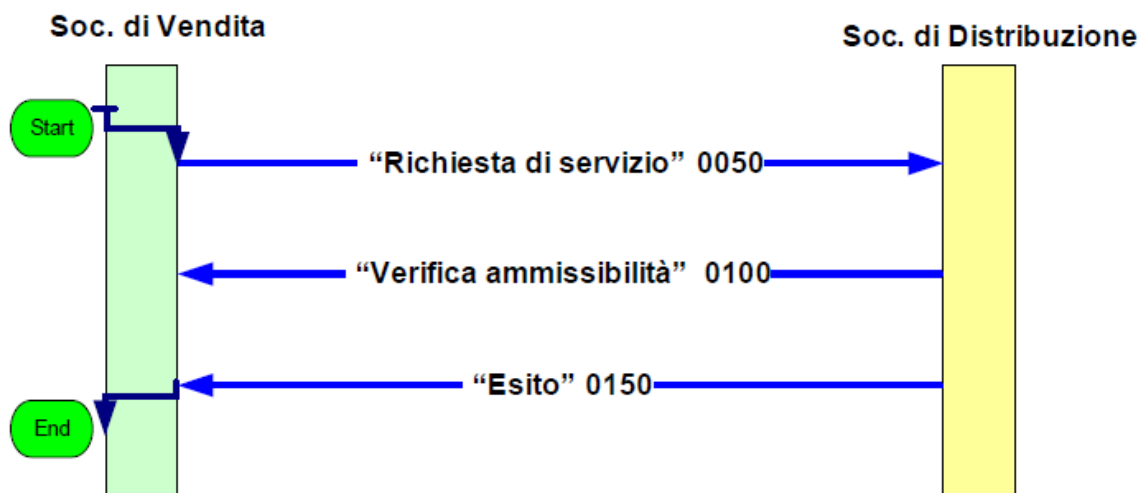 Soc. di Vendita
Soc. di Distribuzione
Start
“Richiesta di servizio” 0050
“Verifica ammissibilità” 0100
“Esito” 0150
End